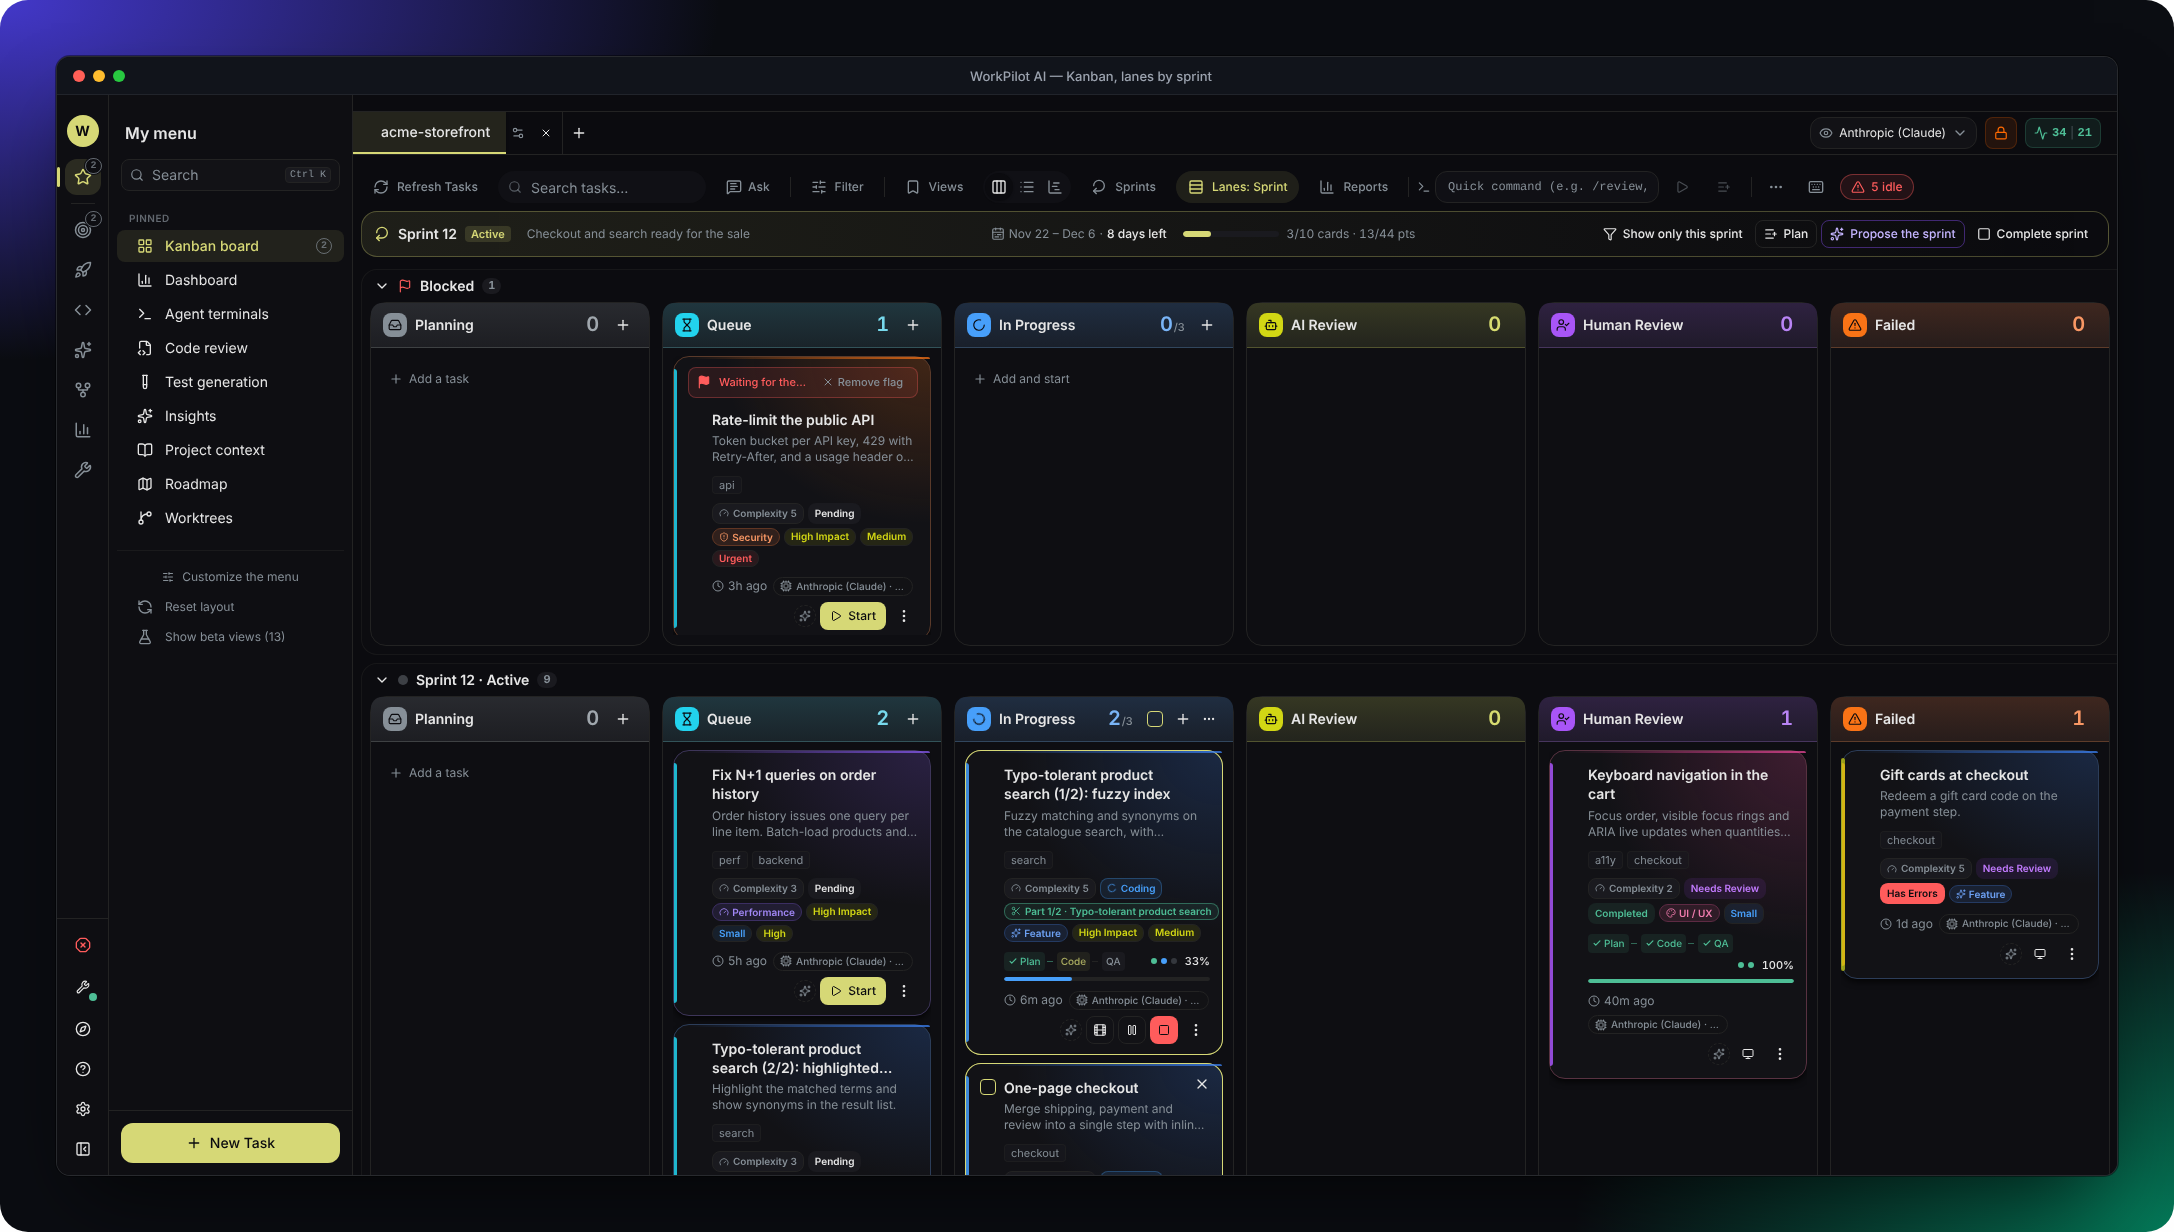 WorkPilot AI — Kanban, lanes by sprint
W
My menu
acme-storefront
Anthropic (Claude)
34 | 21
2
Search
Ctrl K
Refresh Tasks
Search tasks...
Ask
Filter
Views
Sprints
Lanes: Sprint
Reports
Quick command (e.g. /review,
5 idle
2
PINNED
Kanban board
2
Dashboard
Agent terminals
Code review
Test generation
Insights
Project context
Roadmap
Worktrees
Customize the menu
Reset layout
Show beta views (13)
New Task
Sprint 12
Active
Checkout and search ready for the sale
Nov 22 – Dec 6 · 8 days left
3/10 cards · 13/44 pts
Show only this sprint
Plan
Propose the sprint
Complete sprint
Blocked
1
Planning
0
Queue
1
In Progress
0/3
AI Review
0
Human Review
0
Failed
0
Add a task
Add and start
Waiting for the...
Remove flag
Rate-limit the public API
Token bucket per API key, 429 with
Retry-After, and a usage header o...
api
Complexity 5
Pending
Security
High Impact
Medium
Urgent
3h ago
Anthropic (Claude) · ...
Start
Sprint 12 · Active
9
Planning
0
Queue
2
In Progress
2/3
AI Review
0
Human Review
1
Failed
1
Add a task
Fix N+1 queries on order
history
Order history issues one query per
line item. Batch-load products and...
perf
backend
Complexity 3
Pending
Performance
High Impact
Small
High
5h ago
Anthropic (Claude) · ...
Start
Typo-tolerant product
search (2/2): highlighted...
Highlight the matched terms and
show synonyms in the result list.
search
Complexity 3
Pending
Typo-tolerant product
search (1/2): fuzzy index
Fuzzy matching and synonyms on
the catalogue search, with...
search
Complexity 5
Coding
Part 1/2 · Typo-tolerant product search
Feature
High Impact
Medium
Plan
Code
QA
33%
6m ago
Anthropic (Claude) · ...
One-page checkout
Merge shipping, payment and
review into a single step with inlin...
checkout
Keyboard navigation in the
cart
Focus order, visible focus rings and
ARIA live updates when quantities...
a11y
checkout
Complexity 2
Needs Review
Completed
UI / UX
Small
Plan
Code
QA
100%
40m ago
Anthropic (Claude) · ...
Gift cards at checkout
Redeem a gift card code on the
payment step.
checkout
Complexity 5
Needs Review
Has Errors
Feature
1d ago
Anthropic (Claude) · ...